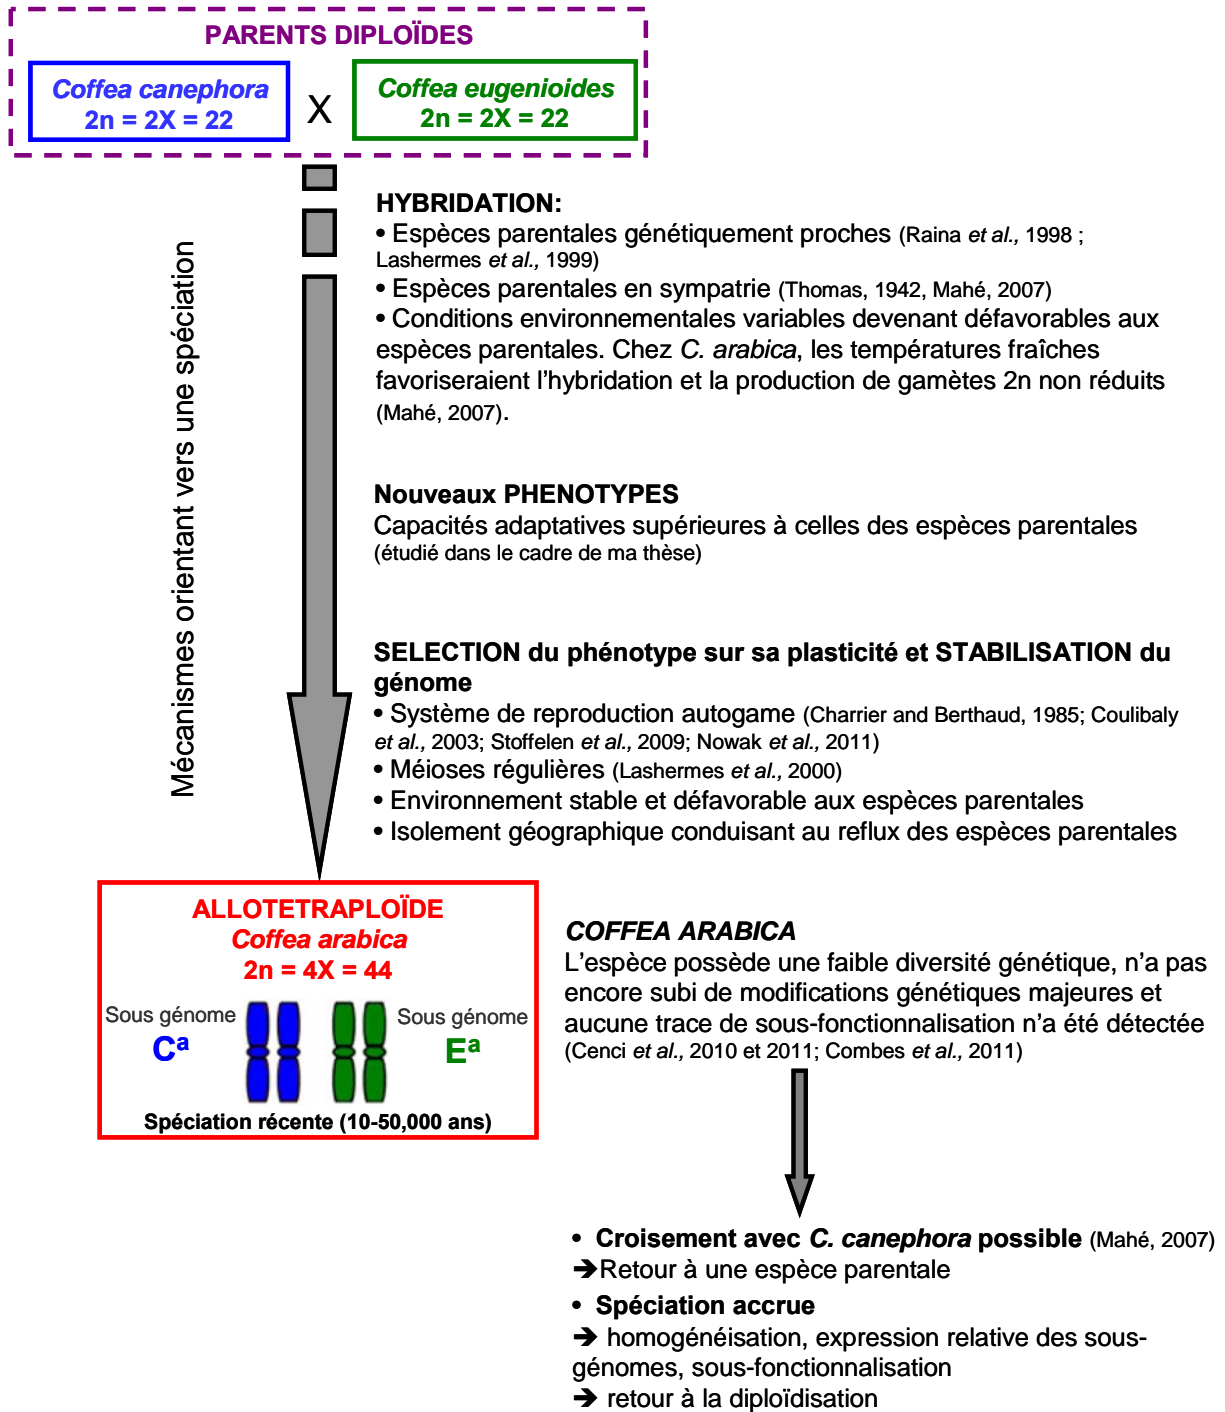 PARENTS DIPLOÏDES
Coffea canephora
2n = 2X = 22
X
Coffea eugenioides
2n = 2X = 22
Mécanismes orientant vers une spéciation
HYBRIDATION:
• Espèces parentales génétiquement proches (Raina et al., 1998 ;
Lashermes et al., 1999)
• Espèces parentales en sympatrie (Thomas, 1942, Mahé, 2007)
• Conditions environnementales variables devenant défavorables aux
espèces parentales. Chez C. arabica, les températures fraîches
favoriseraient l’hybridation et la production de gamètes 2n non réduits
(Mahé, 2007).
Nouveaux PHENOTYPES
Capacités adaptatives supérieures à celles des espèces parentales
(étudié dans le cadre de ma thèse)
SELECTION du phénotype sur sa plasticité et STABILISATION du
génome
• Système de reproduction autogame (Charrier and Berthaud, 1985; Coulibaly
et al., 2003; Stoffelen et al., 2009; Nowak et al., 2011)
• Méioses régulières (Lashermes et al., 2000)
• Environnement stable et défavorable aux espèces parentales
• Isolement géographique conduisant au reflux des espèces parentales
ALLOTETRAPLOÏDE
Coffea arabica
2n = 4X = 44
Sous génome
Cª
Sous génome
Eª
Spéciation récente (10-50,000 ans)
COFFEA ARABICA
L’espèce possède une faible diversité génétique, n’a pas
encore subi de modifications génétiques majeures et
aucune trace de sous-fonctionnalisation n’a été détectée
(Cenci et al., 2010 et 2011; Combes et al., 2011)
• Croisement avec C. canephora possible (Mahé, 2007)
➔Retour à une espèce parentale
• Spéciation accrue
➔ homogénéisation, expression relative des sous-
génomes, sous-fonctionnalisation
➔ retour à la diploïdisation